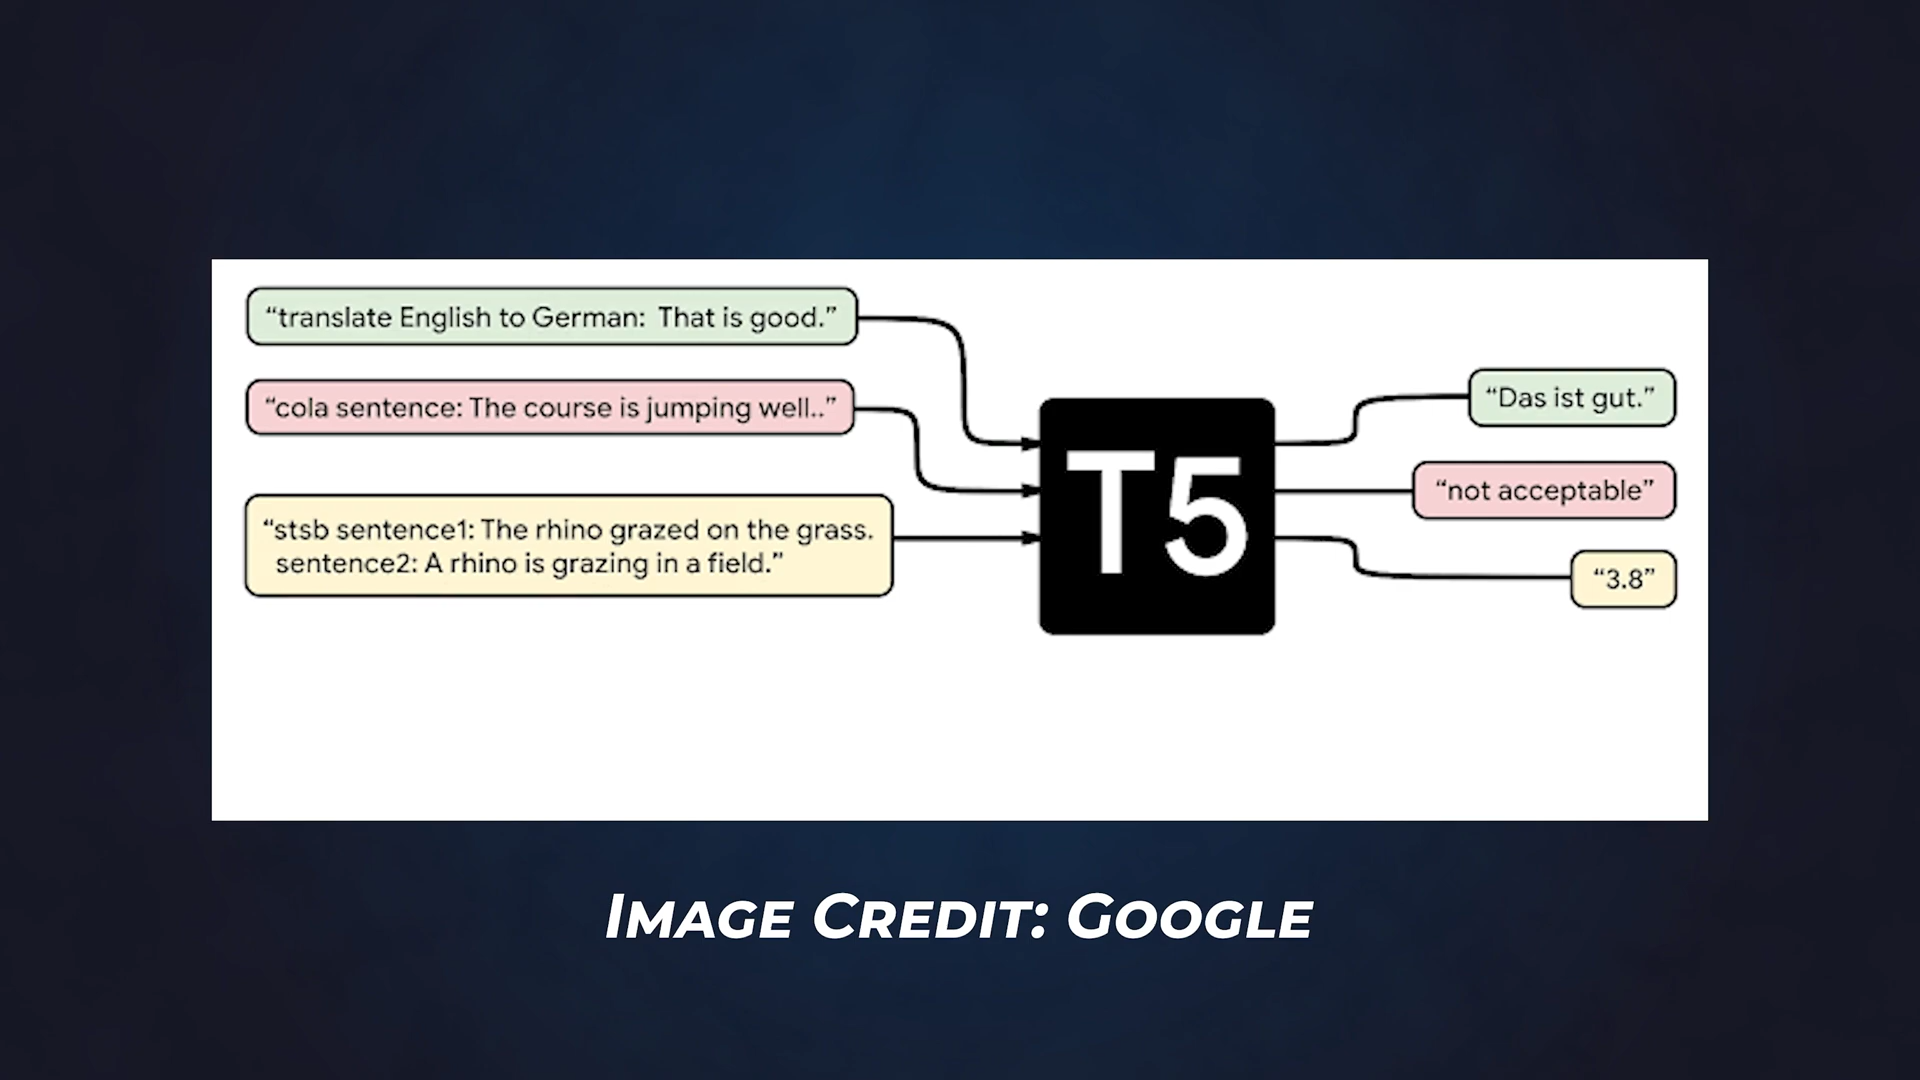 “translate English to German: That is good.”
“cola sentence: The course is jumping well..”
“stsb sentence1: The rhino grazed on the grass.
sentence2: A rhino is grazing in a field.”
T5
“Das ist gut.”
“not acceptable”
“3.8”
IMAGE CREDIT: GOOGLE